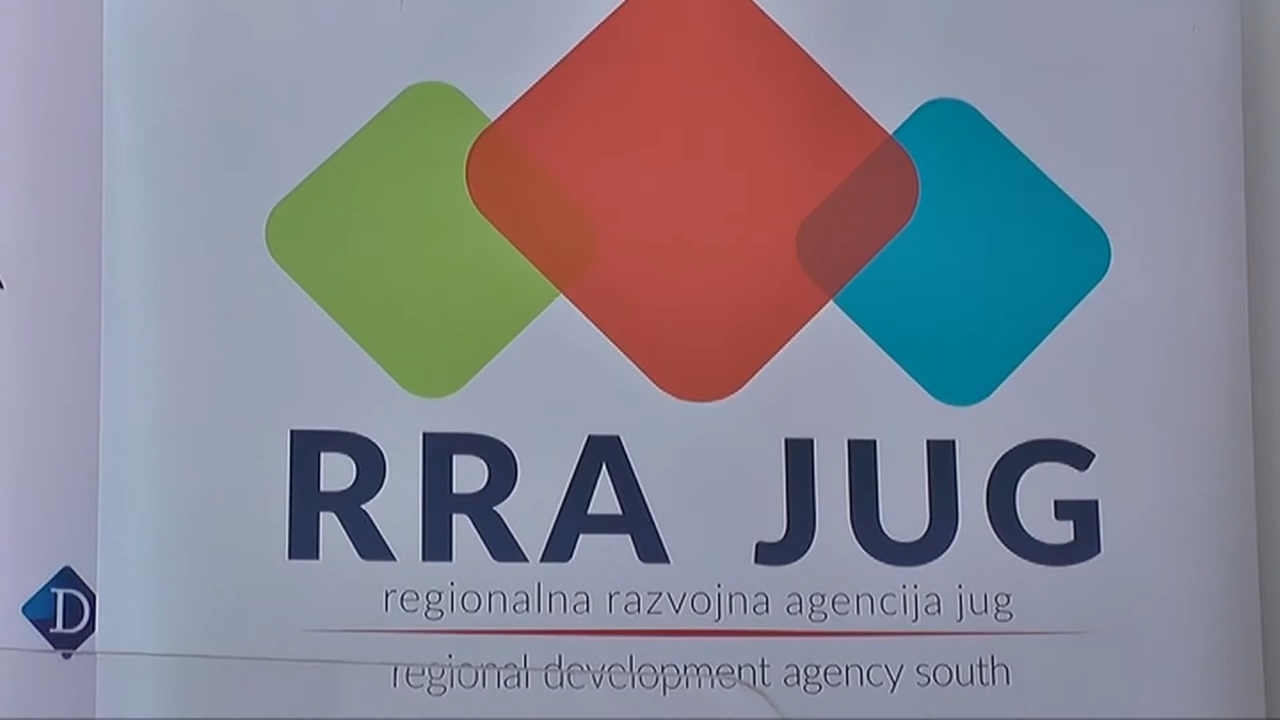 RRA JUG
regionalna razvojna agencija jug
regional development agency south
D